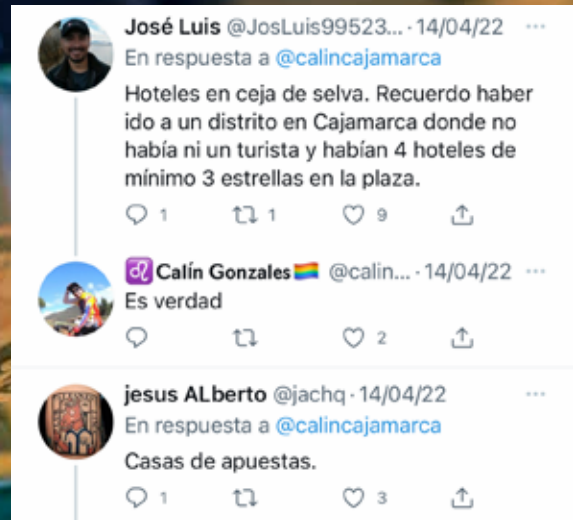 José Luis @JosLuis99523... · 14/04/22
En respuesta a @calincajamarca
Hoteles en ceja de selva. Recuerdo haber
ido a un distrito en Cajamarca donde no
había ni un turista y habían 4 hoteles de
mínimo 3 estrellas en la plaza.
1 1 9
♌ Calín Gonzales🏳️‍🌈 @calin... · 14/04/22
Es verdad
2
jesus ALberto @jachq · 14/04/22
En respuesta a @calincajamarca
Casas de apuestas.
1 3